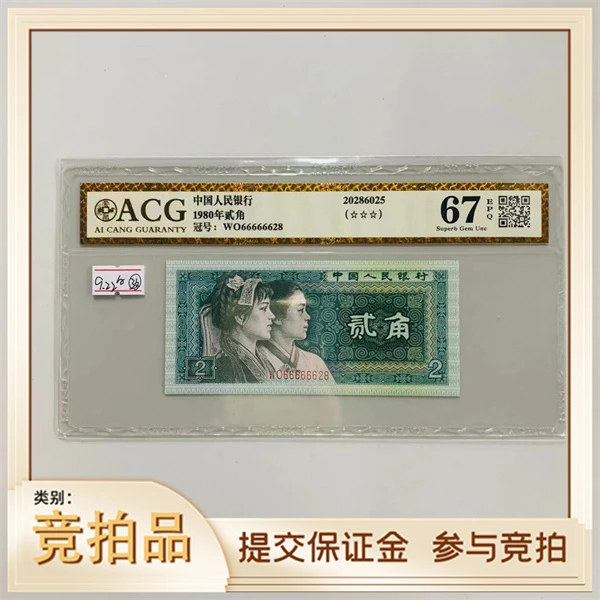 ACG
AI CANG GUARANTY
中国人民银行
1980年贰角
冠号：WO66666628
20286025
(☆☆☆)
67
EPQ
Superb Gem Unc
中国人民银行
贰角
2
WO66666628
2
类别：
竞拍品
提交保证金 参与竞拍